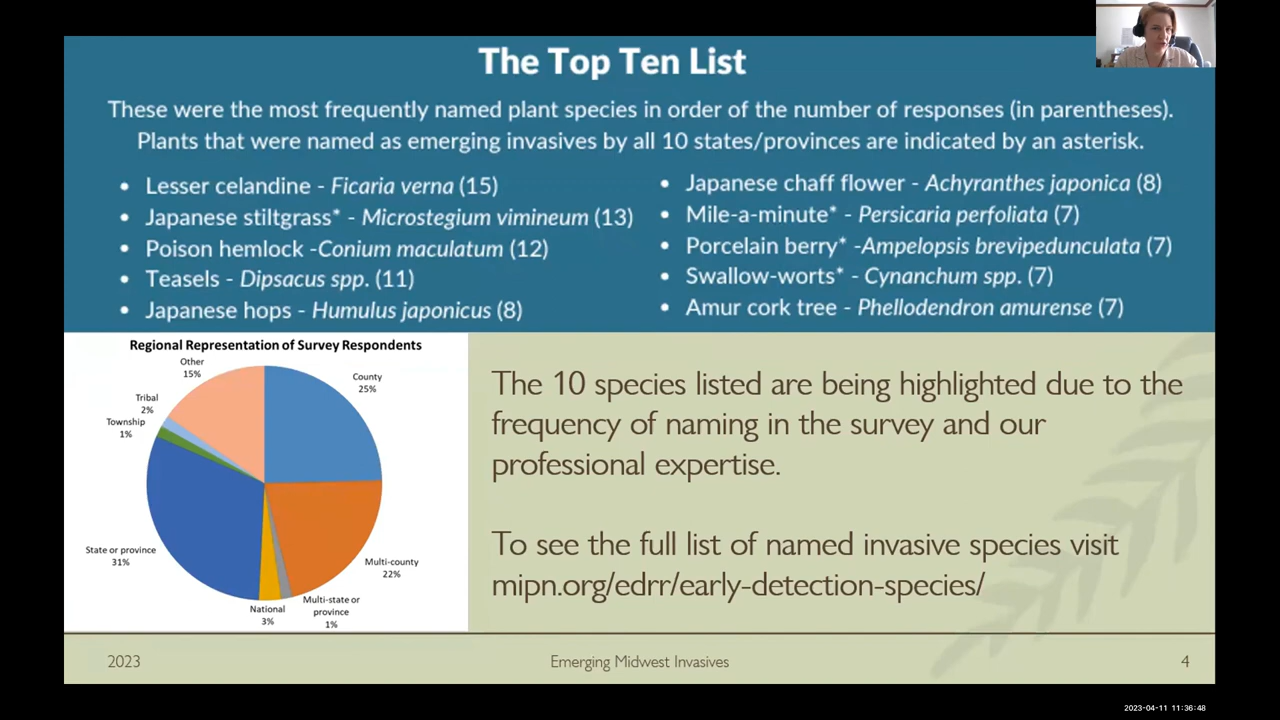 The Top Ten List
These were the most frequently named plant species in order of the number of responses (in parentheses).
Plants that were named as emerging invasives by all 10 states/provinces are indicated by an asterisk.
• Lesser celandine - Ficaria verna (15)
• Japanese stiltgrass* - Microstegium vimineum (13)
• Poison hemlock -Conium maculatum (12)
• Teasels - Dipsacus spp. (11)
• Japanese hops - Humulus japonicus (8)
• Japanese chaff flower - Achyranthes japonica (8)
• Mile-a-minute* - Persicaria perfoliata (7)
• Porcelain berry* -Ampelopsis brevipedunculata (7)
• Swallow-worts* - Cynanchum spp. (7)
• Amur cork tree - Phellodendron amurense (7)
Regional Representation of Survey Respondents
Other
15%
County
25%
Tribal
2%
Township
1%
State or province
31%
Multi-county
22%
National
3%
Multi-state or
province
1%
The 10 species listed are being highlighted due to the
frequency of naming in the survey and our
professional expertise.
To see the full list of named invasive species visit
mipn.org/edrr/early-detection-species/
2023
Emerging Midwest Invasives
4
2023-04-11 11:36:48